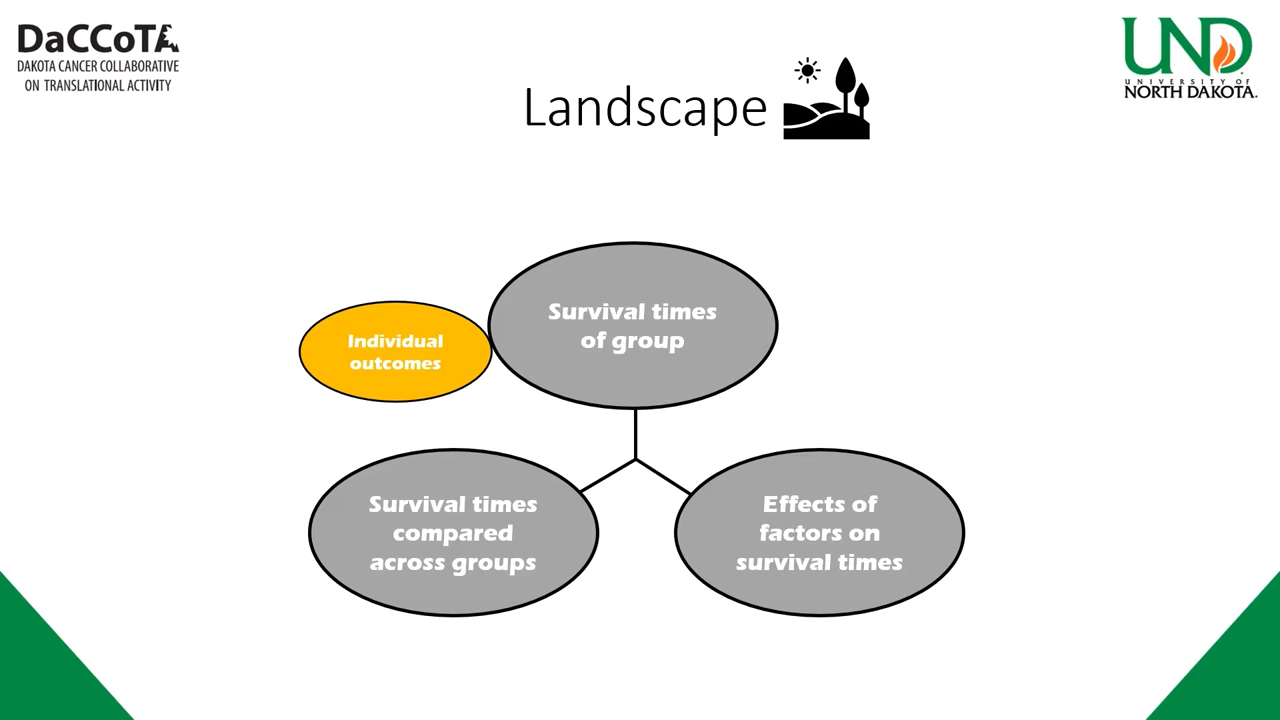 DaCCoTA
DAKOTA CANCER COLLABORATIVE
ON TRANSLATIONAL ACTIVITY
UND
UNIVERSITY OF
NORTH DAKOTA.
Landscape
Survival times
of group
Individual
outcomes
Survival times
compared
across groups
Effects of
factors on
survival times